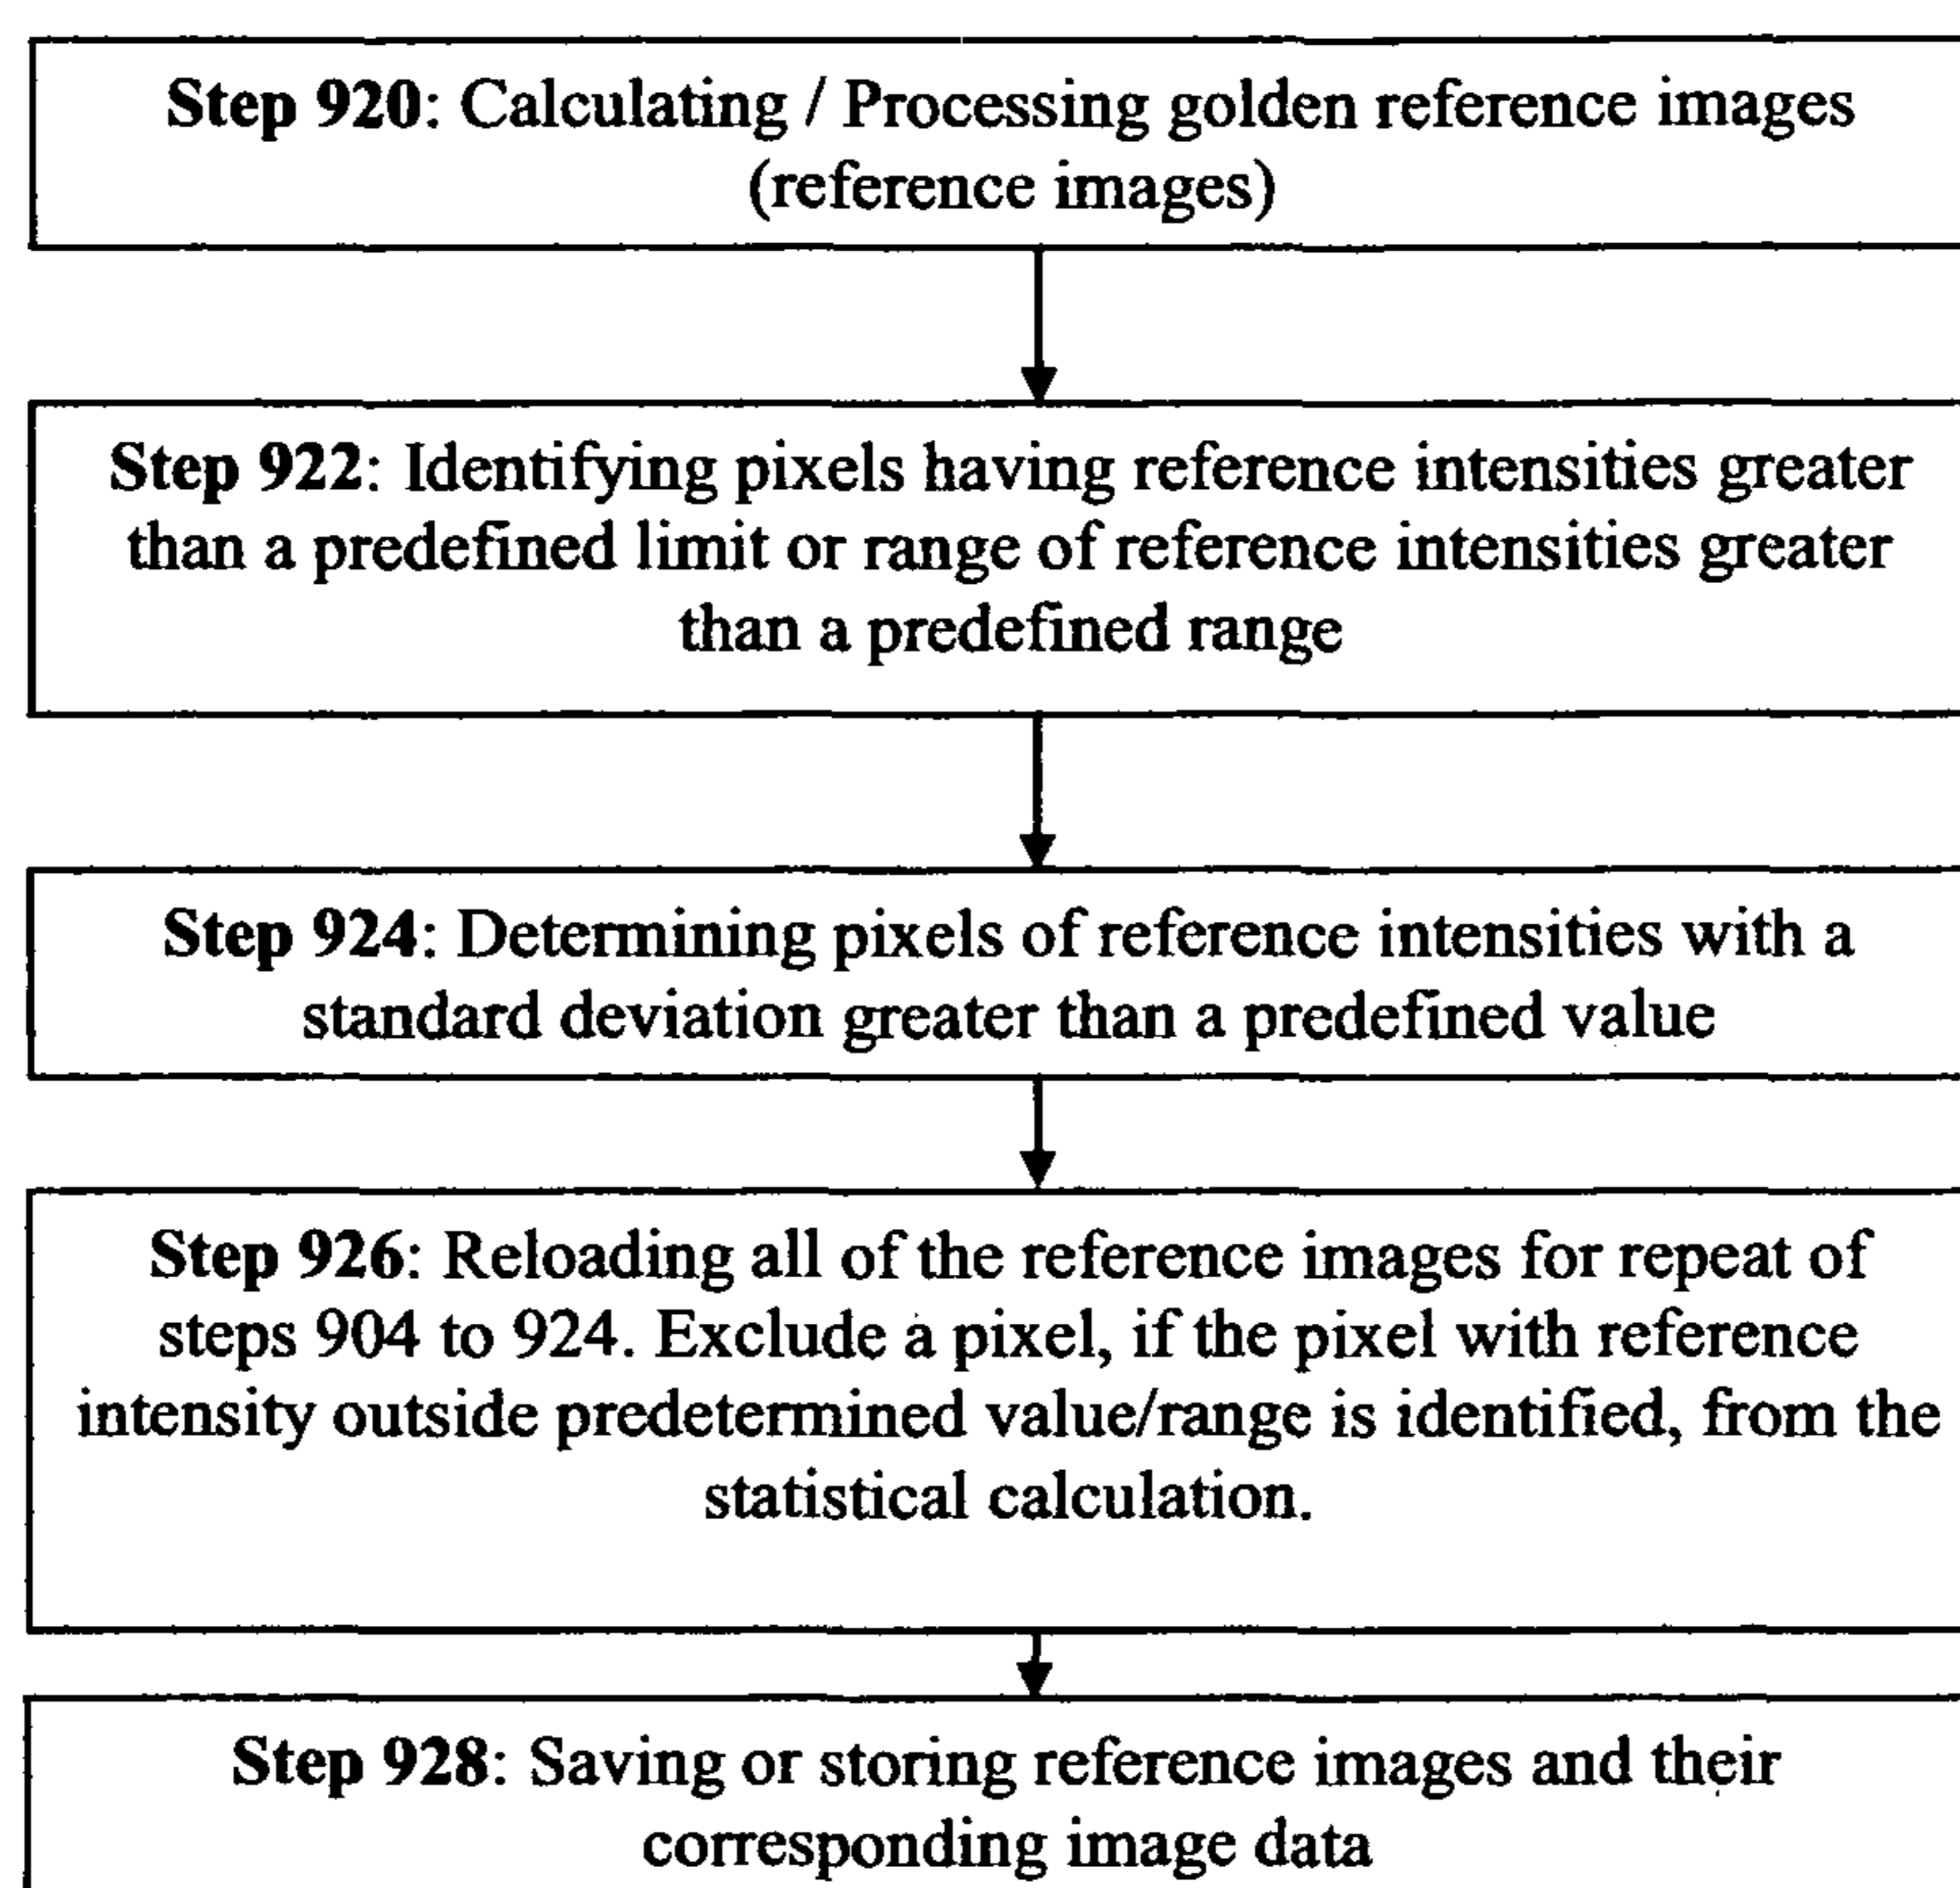 Step 920: Calculating / Processing golden reference images
(reference images)
Step 922: Identifying pixels having reference intensities greater
than a predefined limit or range of reference intensities greater
than a predefined range
Step 924: Determining pixels of reference intensities with a
standard deviation greater than a predefined value
Step 926: Reloading all of the reference images for repeat of
steps 904 to 924. Exclude a pixel, if the pixel with reference
intensity outside predetermined value/range is identified, from the
statistical calculation.
Step 928: Saving or storing reference images and their
corresponding image data